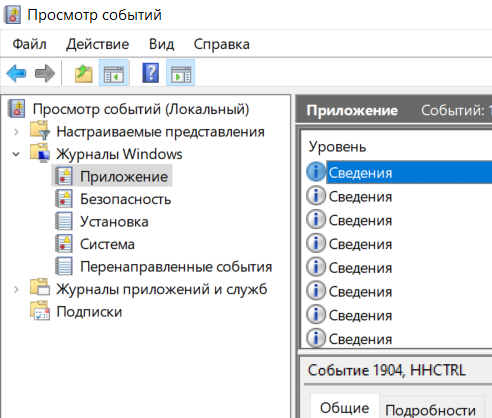 Просмотр событий
Файл Действие Вид Справка
Просмотр событий (Локальный)
Настраиваемые представления
Журналы Windows
Приложение
Безопасность
Установка
Система
Перенаправленные события
Журналы приложений и служб
Подписки
Приложение Событий: 1
Уровень
Сведения
Сведения
Сведения
Сведения
Сведения
Сведения
Сведения
Сведения
Событие 1904, HHCTRL
Общие Подробности